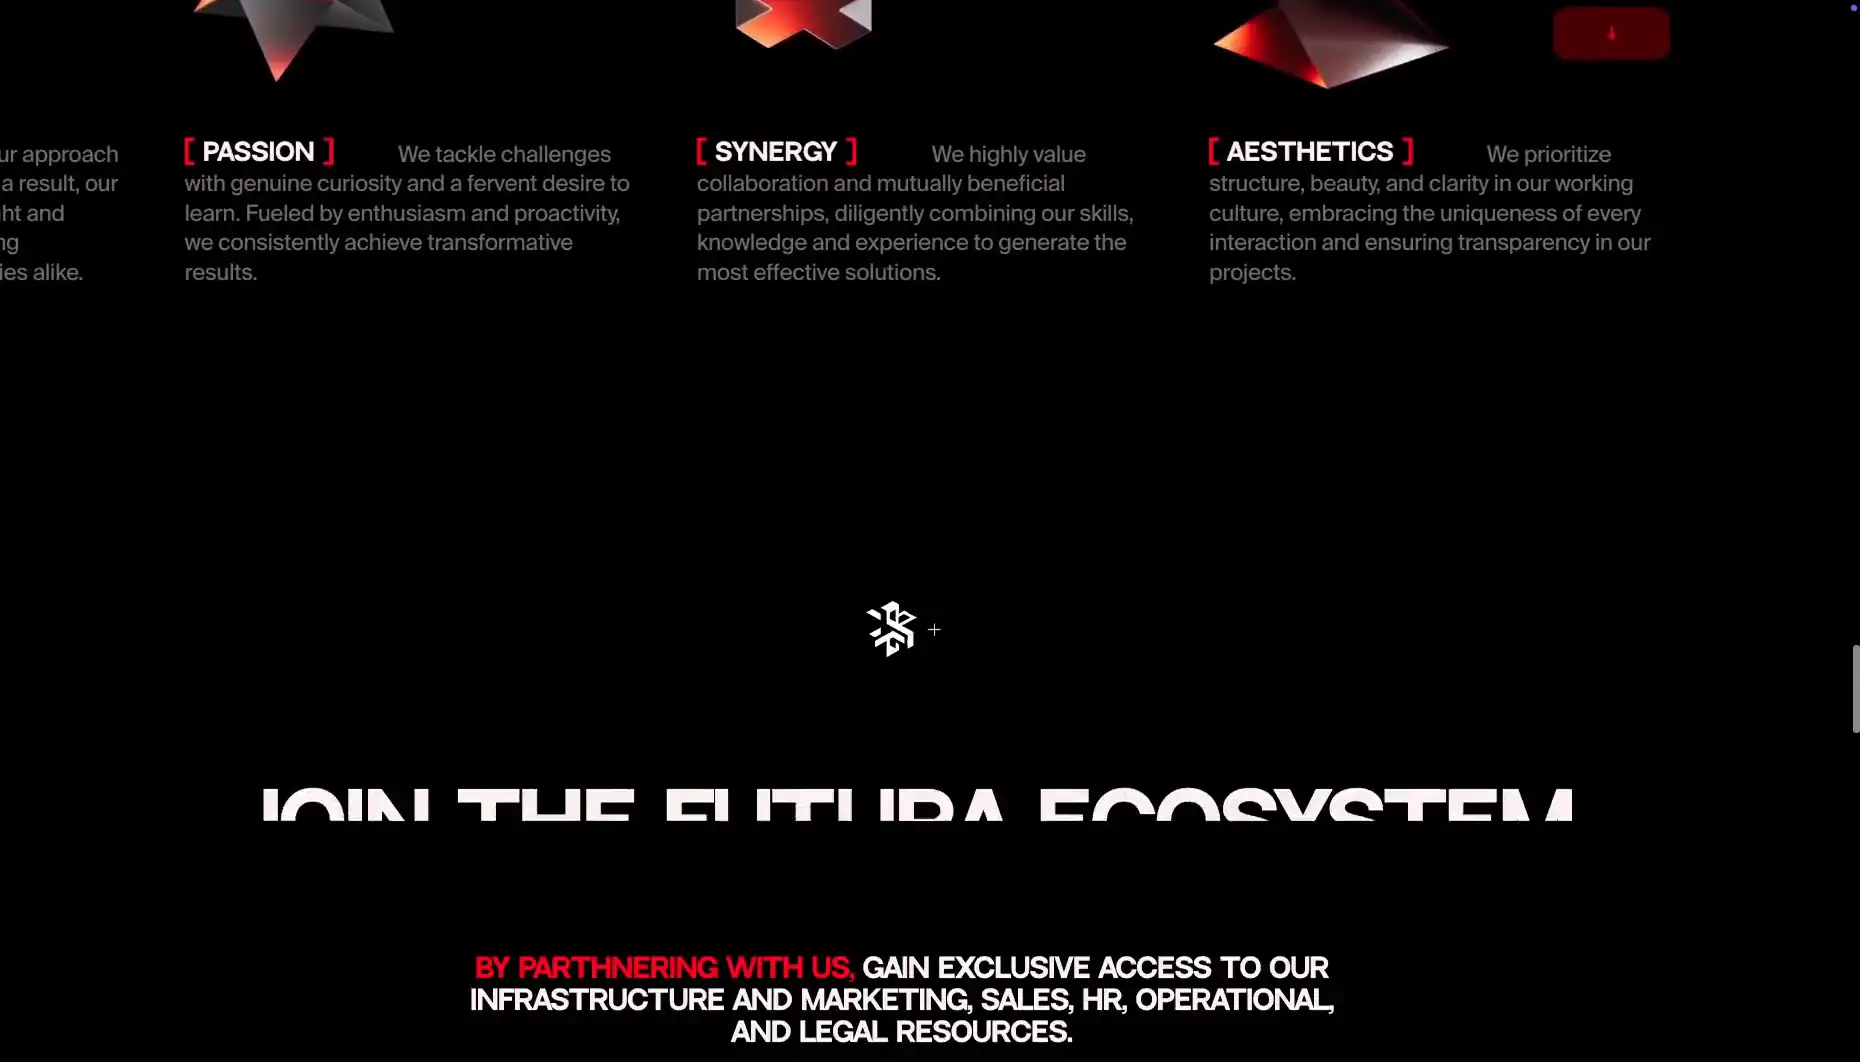 ur approach
a result, our
ht and
ng
ies alike.
[ PASSION ] We tackle challenges
with genuine curiosity and a fervent desire to
learn. Fueled by enthusiasm and proactivity,
we consistently achieve transformative
results.
[ SYNERGY ] We highly value
collaboration and mutually beneficial
partnerships, diligently combining our skills,
knowledge and experience to generate the
most effective solutions.
[ AESTHETICS ] We prioritize
structure, beauty, and clarity in our working
culture, embracing the uniqueness of every
interaction and ensuring transparency in our
projects.
JOIN THE FUTURA ECOSYSTEM
BY PARTHNERING WITH US, GAIN EXCLUSIVE ACCESS TO OUR
INFRASTRUCTURE AND MARKETING, SALES, HR, OPERATIONAL,
AND LEGAL RESOURCES.